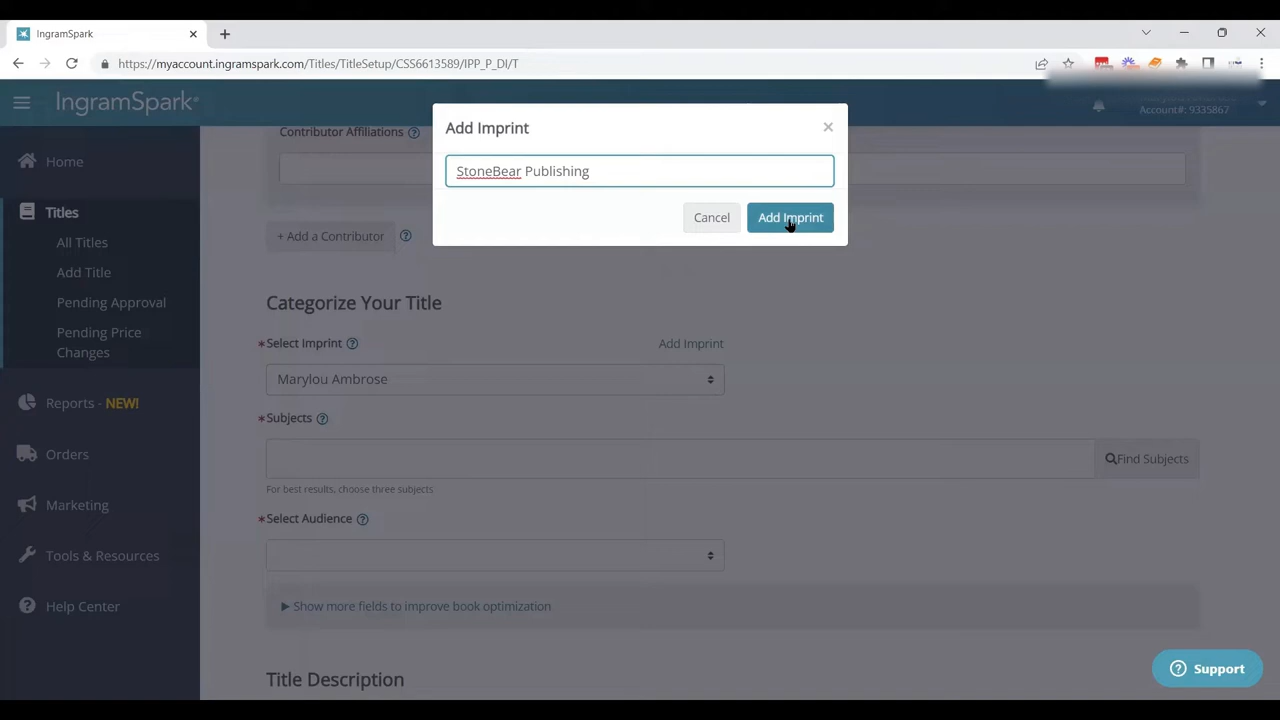 IngramSpark
https://myaccount.ingramspark.com/Titles/TitleSetup/CSS6613589/IPP_P_DI/T
IngramSpark®
Account#: 9335867
Home
Titles
All Titles
Add Title
Pending Approval
Pending Price
Changes
Reports - NEW!
Orders
Marketing
Tools & Resources
Help Center
Contributor Affiliations ?
Add Imprint ×
StoneBear Publishing
Cancel Add Imprint
+ Add a Contributor ?
Categorize Your Title
*Select Imprint ? Add Imprint
Marylou Ambrose
*Subjects ?
Find Subjects
For best results, choose three subjects
*Select Audience ?
▶ Show more fields to improve book optimization
Title Description
? Support